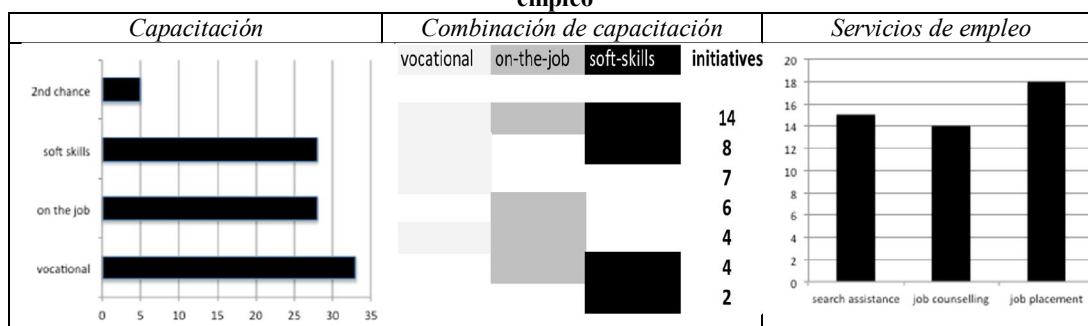 empleo
Capacitación
Combinación de capacitación
Servicios de empleo
2nd chance
soft skills
on the job
vocational
0 5 10 15 20 25 30 35
vocational on-the-job soft-skills initiatives
14
8
7
6
4
4
2
20
18
16
14
12
10
8
6
4
2
0
search assistance job counselling job placement